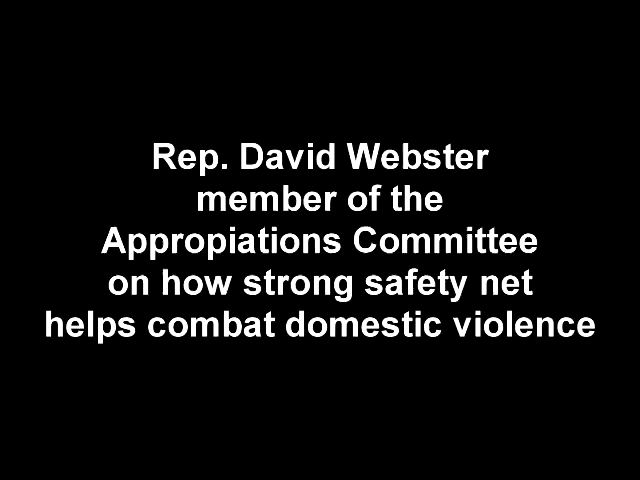 Rep. David Webster
member of the
Appropiations Committee
on how strong safety net
helps combat domestic violence